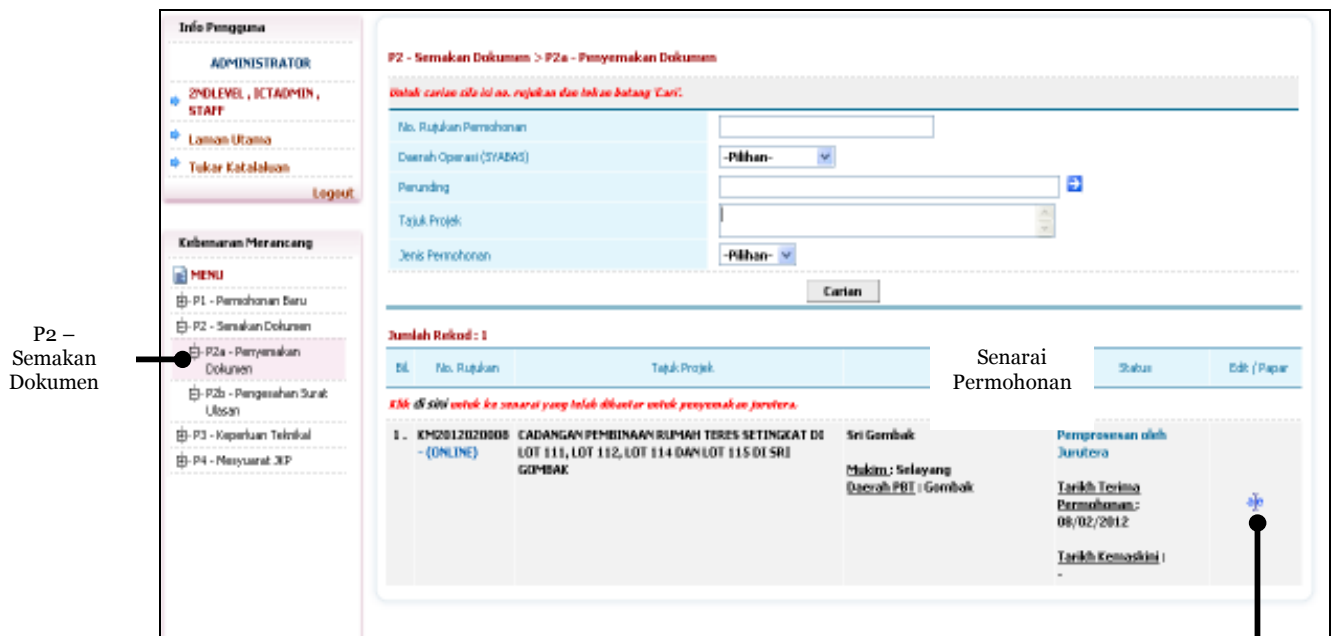 Info Pengguna
ADMINISTRATOR
2NDLEVEL , ICTADMIN ,
STAFF
Laman Utama
Tukar Katalaluan
Logout
Kebenaran Merancang
MENU
P1 - Permohonan Baru
P2 - Semakan Dokumen
P2a - Penyemakan
Dokumen
P2b - Pengesahan Surat
Ulasan
P3 - Keperluan Teknikal
P4 - Mesyuarat JKP
P2 –
Semakan
Dokumen
P2 - Semakan Dokumen > P2a - Penyemakan Dokumen
Untuk carian sila isi no. rujukan dan tekan butang 'Cari'.
No. Rujukan Permohonan
Daerah Operasi (SYABAS)
-Pilihan-
Perunding
Tajuk Projek
Jenis Permohonan
-Pilihan-
Carian
Jumlah Rekod : 1
Bil. No. Rujukan Tajuk Projek Status Edit / Papar
Senarai
Permohonan
Klik di sini untuk ke senarai yang telah dihantar untuk penyemakan jurutera.
1 . KM2012020008
- (ONLINE)
CADANGAN PEMBINAAN RUMAH TERES SETINGKAT DI
LOT 111, LOT 112, LOT 114 DAN LOT 115 DI SRI
GOMBAK
Sri Gombak
Mukim : Selayang
Daerah PBT : Gombak
Pemprosesan oleh
Jurutera
Tarikh Terima
Permohonan :
08/02/2012
Tarikh Kemaskini :
-